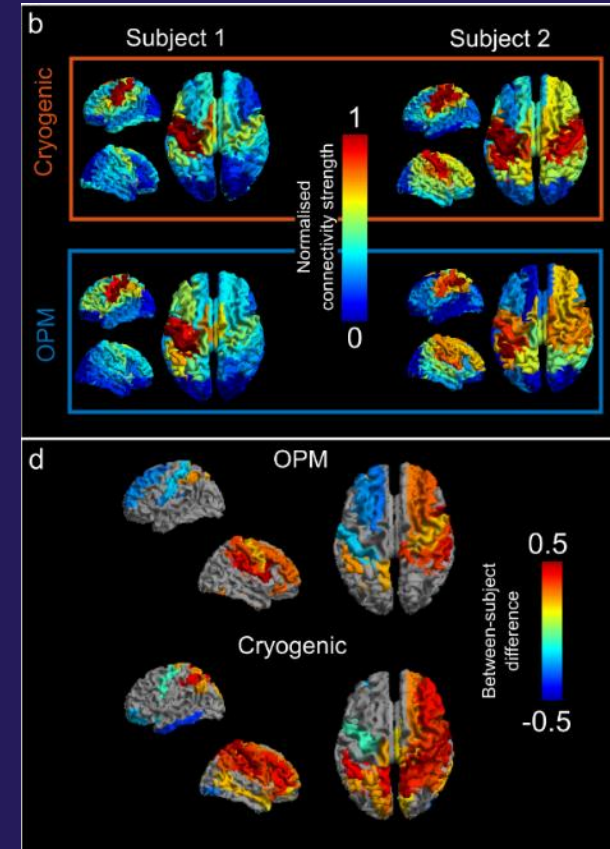 b
Subject 1
Subject 2
Cryogenic
1
Normalised
connectivity strength
0
OPM
d
OPM
0.5
Between-subject
difference
-0.5
Cryogenic